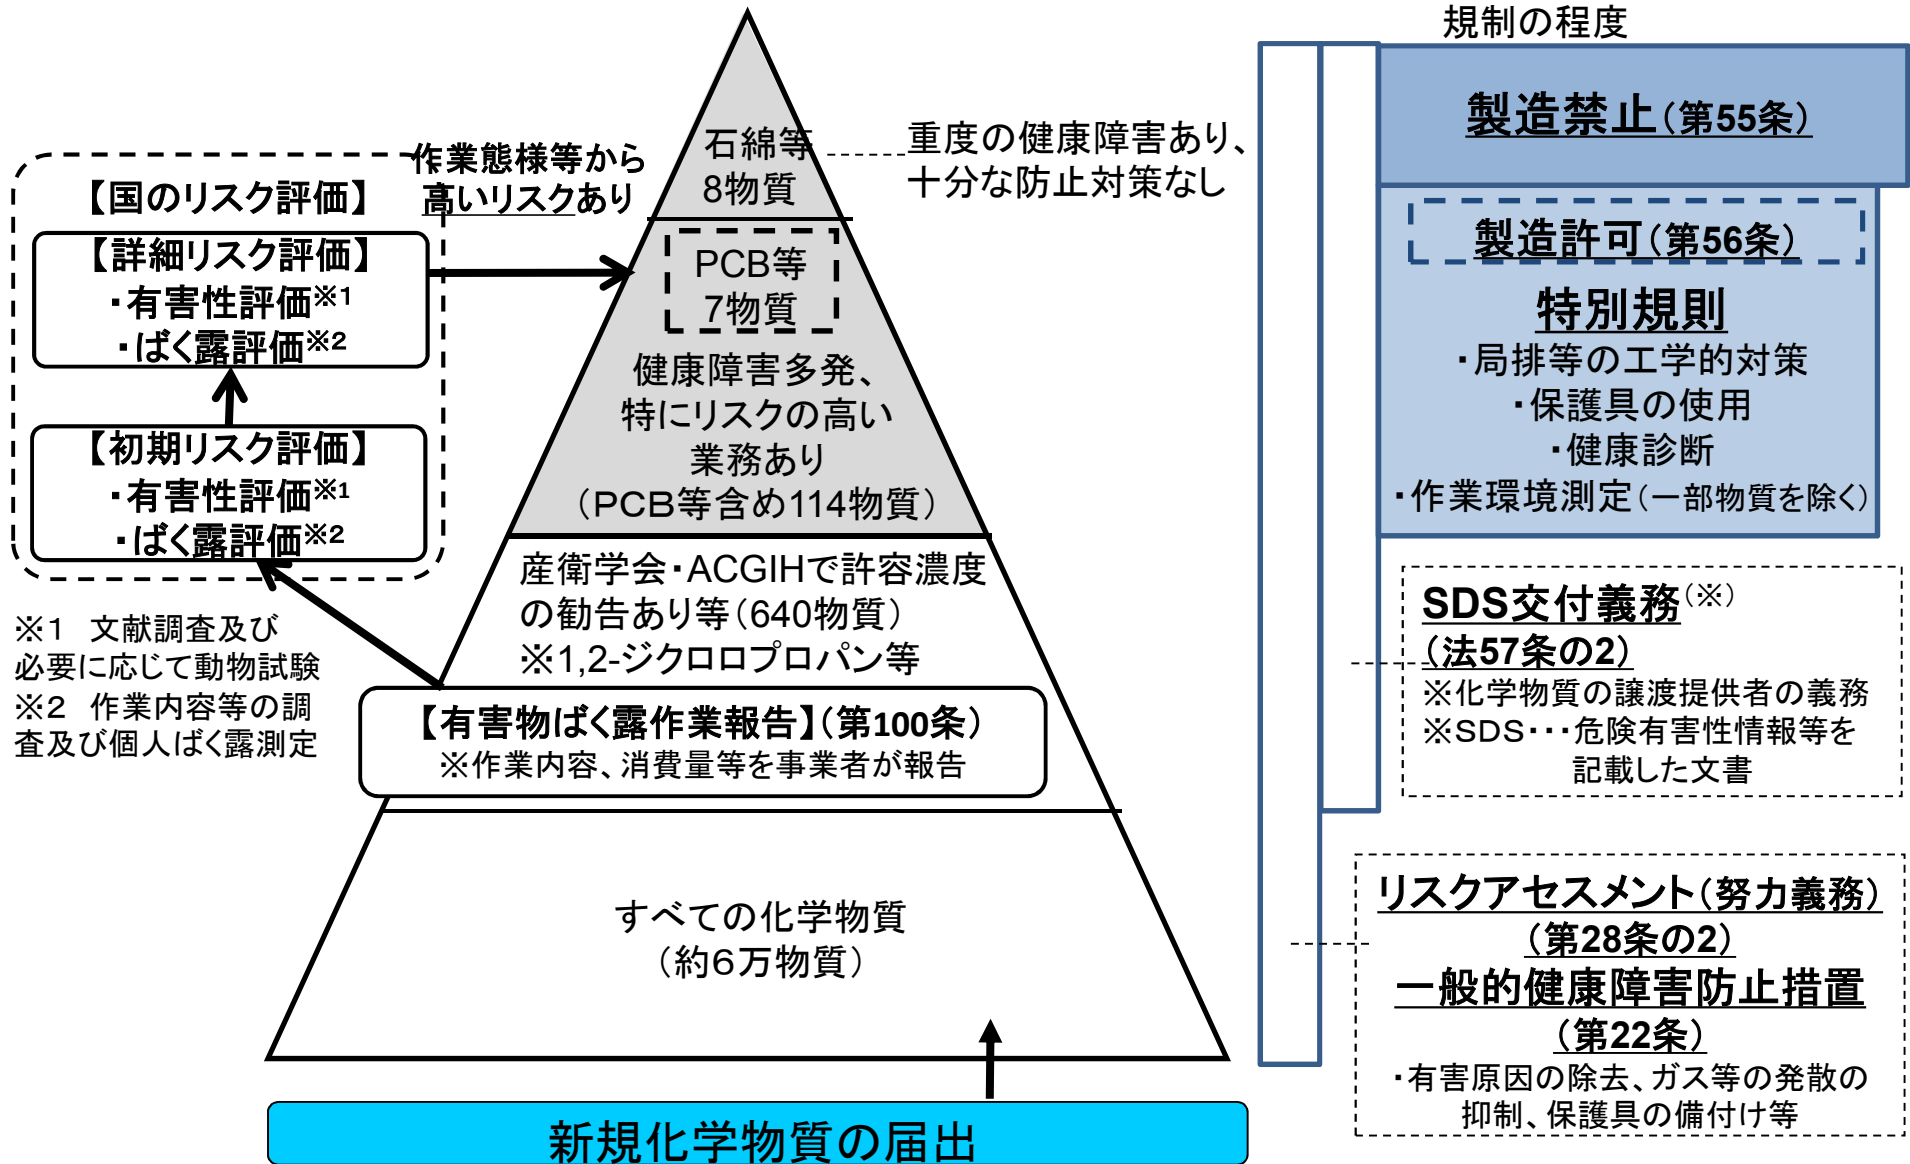 規制の程度
製造禁止(第55条)
石綿等
8物質
重度の健康障害あり、
十分な防止対策なし
作業態様等から
高いリスクあり
【国のリスク評価】
【詳細リスク評価】
・有害性評価※1
・ばく露評価※2
【初期リスク評価】
・有害性評価※1
・ばく露評価※2
※1 文献調査及び
必要に応じて動物試験
※2 作業内容等の調
査及び個人ばく露測定
PCB等
7物質
健康障害多発、
特にリスクの高い
業務あり
(PCB等含め114物質)
製造許可(第56条)
特別規則
・局排等の工学的対策
・保護具の使用
・健康診断
・作業環境測定(一部物質を除く)
産衛学会・ACGIHで許容濃度
の勧告あり等(640物質)
※1,2-ジクロロプロパン等
【有害物ばく露作業報告】(第100条)
※作業内容、消費量等を事業者が報告
SDS交付義務(※)
(法57条の2)
※化学物質の譲渡提供者の義務
※SDS・・・危険有害性情報等を
記載した文書
すべての化学物質
(約6万物質)
リスクアセスメント(努力義務)
(第28条の2)
一般的健康障害防止措置
(第22条)
・有害原因の除去、ガス等の発散の
抑制、保護具の備付け等
新規化学物質の届出